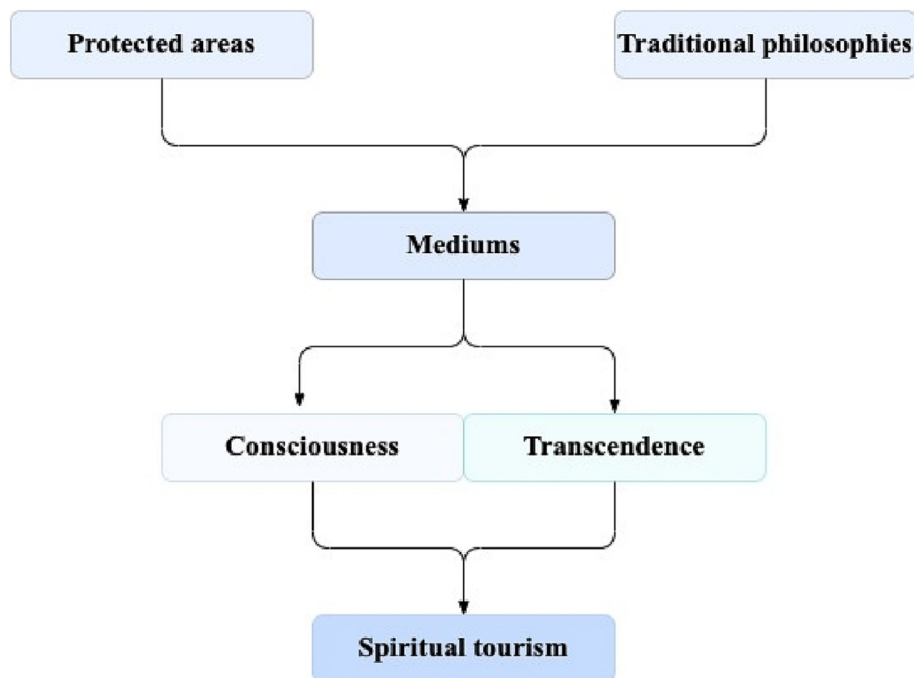 Protected areas
Traditional philosophies
Mediums
Consciousness
Transcendence
Spiritual tourism